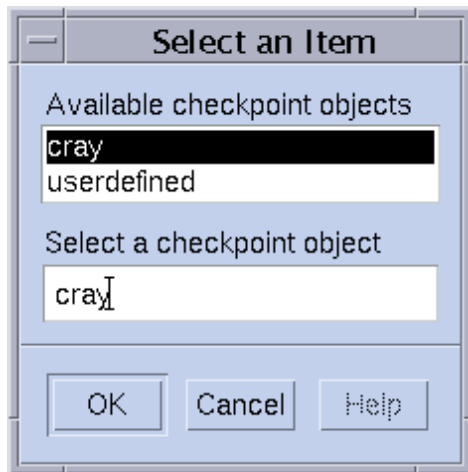 Select an Item
Available checkpoint objects
cray
userdefined
Select a checkpoint object
cray
OK Cancel Help